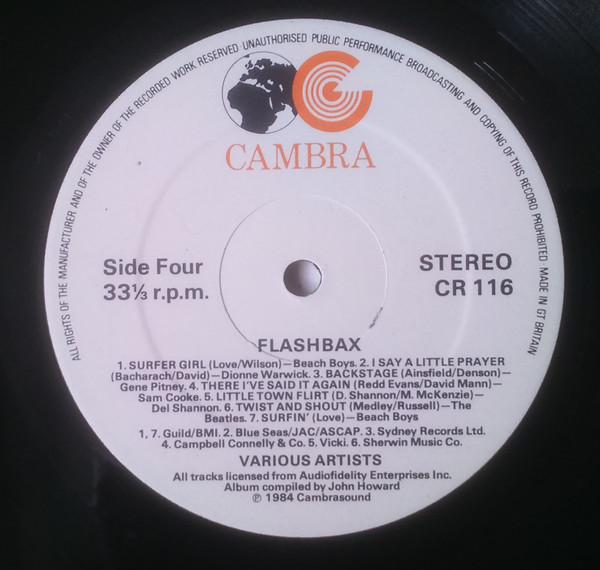 ALL RIGHTS OF THE MANUFACTURER AND OF THE OWNER OF THE RECORDED WORK RESERVED UNAUTHORISED PUBLIC PERFORMANCE BROADCASTING AND COPYING OF THIS RECORD PROHIBITED MADE IN GT BRITAIN
CAMBRA
Side Four
33⅓ r.p.m.
STEREO
CR 116
FLASHBAX
1. SURFER GIRL (Love/Wilson)—Beach Boys. 2. I SAY A LITTLE PRAYER
(Bacharach/David)—Dionne Warwick. 3. BACKSTAGE (Ainsfield/Denson)—
Gene Pitney. 4. THERE I'VE SAID IT AGAIN (Redd Evans/David Mann)—
Sam Cooke. 5. LITTLE TOWN FLIRT (D. Shannon/M. McKenzie)—
Del Shannon. 6. TWIST AND SHOUT (Medley/Russell)—The
Beatles. 7. SURFIN' (Love)—Beach Boys
1, 7. Guild/BMI. 2. Blue Seas/JAC/ASCAP. 3. Sydney Records Ltd.
4. Campbell Connelly & Co. 5. Vicki. 6. Sherwin Music Co.
VARIOUS ARTISTS
All tracks licensed from Audiofidelity Enterprises Inc.
Album compiled by John Howard
℗ 1984 Cambrasound